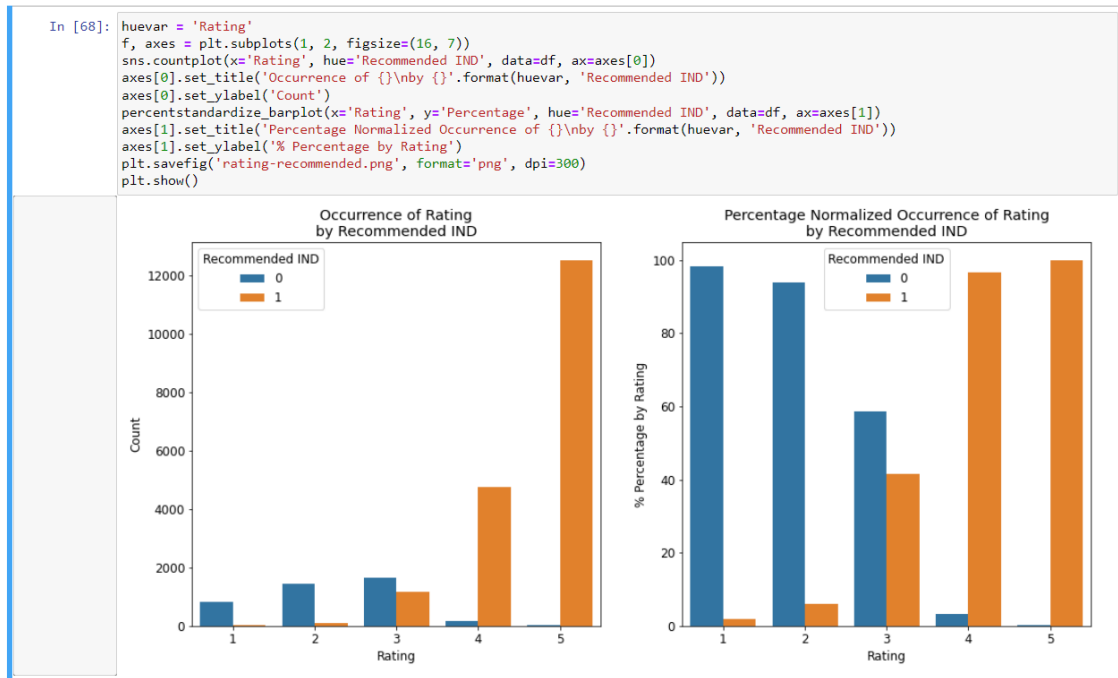 In [68]:
huevar = 'Rating'
f, axes = plt.subplots(1, 2, figsize=(16, 7))
sns.countplot(x='Rating', hue='Recommended IND', data=df, ax=axes[0])
axes[0].set_title('Occurrence of {}\nby {}'.format(huevar, 'Recommended IND'))
axes[0].set_ylabel('Count')
percentstandardize_barplot(x='Rating', y='Percentage', hue='Recommended IND', data=df, ax=axes[1])
axes[1].set_title('Percentage Normalized Occurrence of {}\nby {}'.format(huevar, 'Recommended IND'))
axes[1].set_ylabel('% Percentage by Rating')
plt.savefig('rating-recommended.png', format='png', dpi=300)
plt.show()
Occurrence of Rating
by Recommended IND
Recommended IND
0
1
12000
10000
8000
6000
4000
2000
0
Count
1 2 3 4 5
Rating
Percentage Normalized Occurrence of Rating
by Recommended IND
Recommended IND
0
1
100
80
60
40
20
0
% Percentage by Rating
1 2 3 4 5
Rating